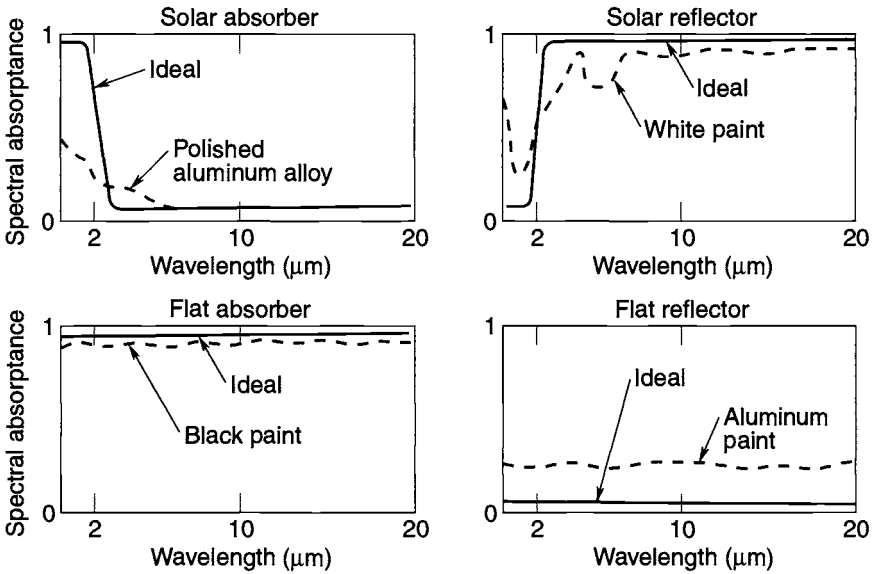 Solar absorber
Spectral absorptance
1
0
Ideal
Polished
aluminum alloy
2
10
20
Wavelength (μm)
Solar reflector
1
0
Ideal
White paint
2
10
20
Wavelength (μm)
Flat absorber
Spectral absorptance
1
0
Ideal
Black paint
2
10
20
Wavelength (μm)
Flat reflector
1
0
Ideal
Aluminum
paint
2
10
20
Wavelength (μm)